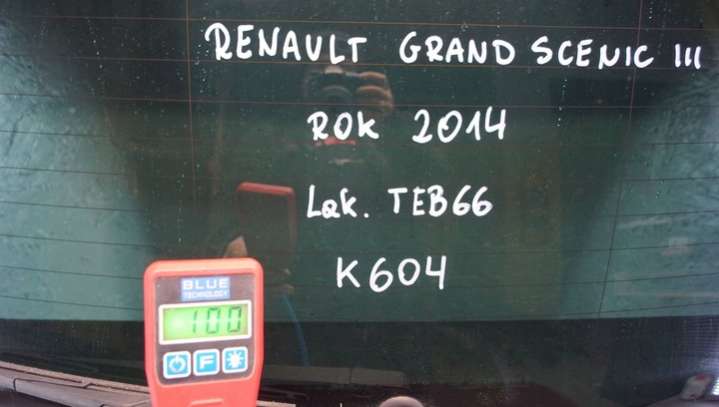 RENAULT GRAND SCENIC III
ROK 2014
Lak. TEB66
K604
BLUE
TECHNOLOGY
100
F